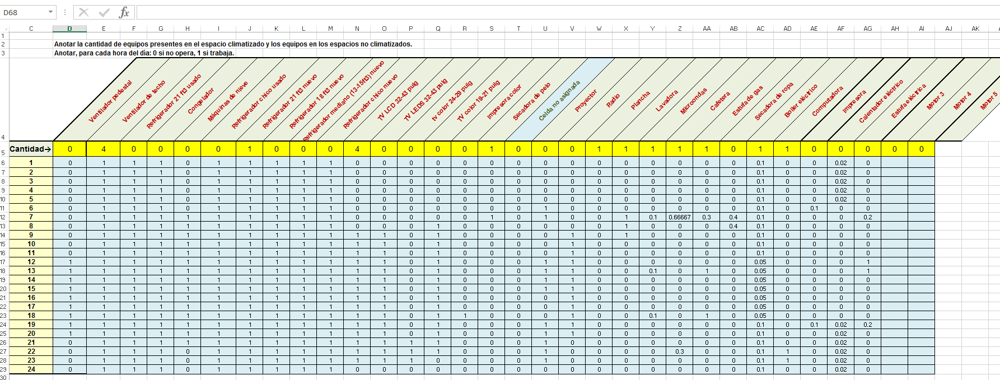 D68 fx
C D E F G H I J K L M N O P Q R S T U V W X Y Z AA AB AC AD AE AF AG AH AI AJ AK
1
2 Anotar la cantidad de equipos presentes en el espacio climatizado y los equipos en los espacios no climatizados.
3 Anotar, para cada hora del día: 0 si no opera, 1 si trabaja.
4
Ventilador pedestal
Ventilador de techo
Refrigerador 21 ft3 usado
Congelador
Máquinas de nieve
Refrigerador chico usado
Refrigerador 21 ft3 nuevo
Refrigerador 18 ft3 nuevo
Refrigerador mediano (13-15ft3) nuevo
Refrigerador chico nuevo
TV LCD 32-43 pulg
TV LEDS 32-43 pulg
tv color 24-29 pulg
TV color 19-21 pulg
Impresora color
Secadora de pelo
Celda no asignada
Proyector
Radio
Plancha
Lavadora
Microondas
Cafetera
Estufa de gas
Secadora de ropa
Boiler eléctrico
Computadora
Impresora
Calentador eléctrico
Estufa eléctrica
Motor 3
Motor 4
Motor 5
5 Cantidad→ 0 4 0 0 0 0 1 0 0 0 4 0 0 0 0 1 0 0 0 1 1 1 1 1 0 1 1 0 0 0 0 0
6 1 0 1 1 1 0 1 1 1 1 1 0 0 0 0 0 0 0 0 0 0 0 0 0 0 0 0.1 0 0 0.02 0
7 2 0 1 1 1 0 1 1 1 1 1 0 0 0 0 0 0 0 0 0 0 0 0 0 0 0 0.1 0 0 0.02 0
8 3 0 1 1 1 0 1 1 1 1 1 0 0 0 0 0 0 0 0 0 0 0 0 0 0 0 0.1 0 0 0.02 0
9 4 0 1 1 1 0 1 1 1 1 1 0 0 0 0 0 0 0 0 0 0 0 0 0 0 0 0.1 0 0 0.02 0
10 5 0 1 1 1 0 1 1 1 1 1 0 0 0 0 0 0 0 0 0 0 0 0 0 0 0 0.1 0 0 0.02 0
11 6 0 1 1 1 0 1 1 1 1 1 0 0 0 0 0 0 0 1 0 0 0 0 0 0 0 0.1 0 0.1 0 0
12 7 0 1 1 1 1 1 1 1 1 1 0 0 0 0 0 1 0 1 0 0 1 0.1 0.66667 0.3 0.4 0.1 0 0 0 0.2
13 8 0 1 1 1 1 1 1 1 1 1 0 0 0 1 0 0 0 0 0 0 1 0 0 0 0.4 0.1 0 0 0 0
14 9 0 1 1 1 1 1 1 1 1 1 1 1 0 1 0 0 0 0 1 0 1 0 0 0 0 0.1 0 0 0 0
15 10 0 1 1 1 1 1 1 1 1 1 1 1 0 1 0 0 0 0 1 0 0 0 0 0 0 0.1 0 0 0 0
16 11 0 1 1 1 1 1 1 1 1 1 1 1 0 1 0 0 0 0 1 0 0 0 0 0 0 0.1 0 0 0 0
17 12 1 1 1 1 1 1 1 1 1 1 1 1 0 1 0 0 0 1 1 0 0 0 0 0 0 0.05 0 0 0 1
18 13 1 1 1 1 1 1 1 1 1 1 1 1 0 1 0 0 0 1 1 0 0 0.1 0 1 0 0.05 0 0 0 1
19 14 1 1 1 1 1 1 1 1 1 1 1 1 0 1 0 0 0 1 1 0 0 0 0 0 0 0.05 0 0 0 0
20 15 1 1 1 1 1 1 1 1 1 1 1 1 0 1 0 0 0 1 1 0 0 0 0 0 0 0.05 0 0 0 0
21 16 1 1 1 1 1 1 1 1 1 1 1 1 0 1 0 0 0 0 1 0 0 0 0 0 0 0.05 0 0 0 0
22 17 1 1 1 1 1 1 1 1 1 1 1 1 0 1 0 0 0 0 1 0 0 0 0 0 0 0.05 0 0 0 0
23 18 1 1 1 1 1 1 1 1 1 1 1 1 0 1 1 0 0 0 1 0 0 0.1 0 1 0 0.05 0 0 0 0
24 19 1 1 1 1 1 1 1 1 1 1 1 1 0 1 0 0 0 1 1 0 0 0 0 0 0 0.1 0 0.1 0.02 0.2
25 20 1 1 1 1 1 1 1 1 1 1 1 1 0 1 0 0 0 1 1 0 0 0 0 0 0 0.1 0 0 0.02 0
26 21 0 1 1 1 1 1 1 1 1 1 1 1 1 1 0 0 0 1 0 0 0 0 0 0 0 0.1 0 0 0.02 0
27 22 0 1 1 1 0 1 1 1 1 1 1 1 1 1 0 0 0 1 0 0 0 0 0.3 0 0 0.1 1 0 0.02 0
28 23 0 1 1 1 0 1 1 1 1 1 1 1 1 0 0 0 0 1 0 0 0 0 0 0 0 0.1 1 0 0.02 0
29 24 0 1 1 1 0 1 1 1 1 1 0 0 0 0 0 0 0 0 0 0 0 0 0 0 0 0.1 0 0 0.02 0
30